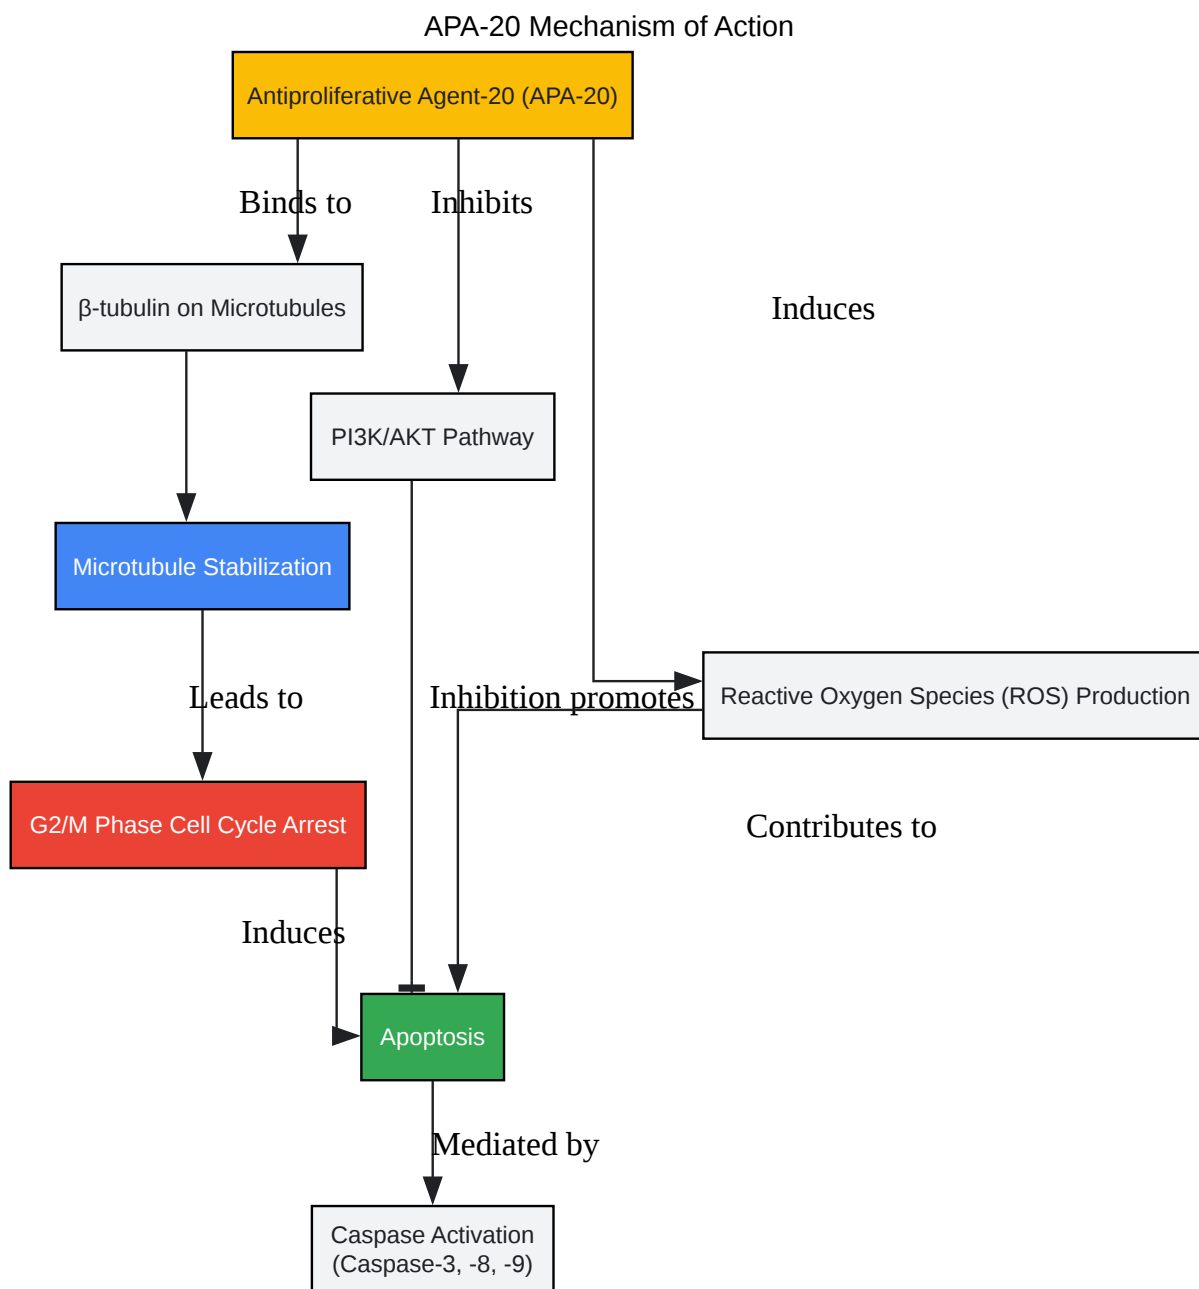 APA-20 Mechanism of Action
Antiproliferative Agent-20 (APA-20)
Binds to
Inhibits
Induces
β-tubulin on Microtubules
PI3K/AKT Pathway
Microtubule Stabilization
Leads to
Inhibition promotes
Reactive Oxygen Species (ROS) Production
G2/M Phase Cell Cycle Arrest
Contributes to
Induces
Apoptosis
Mediated by
Caspase Activation
(Caspase-3, -8, -9)